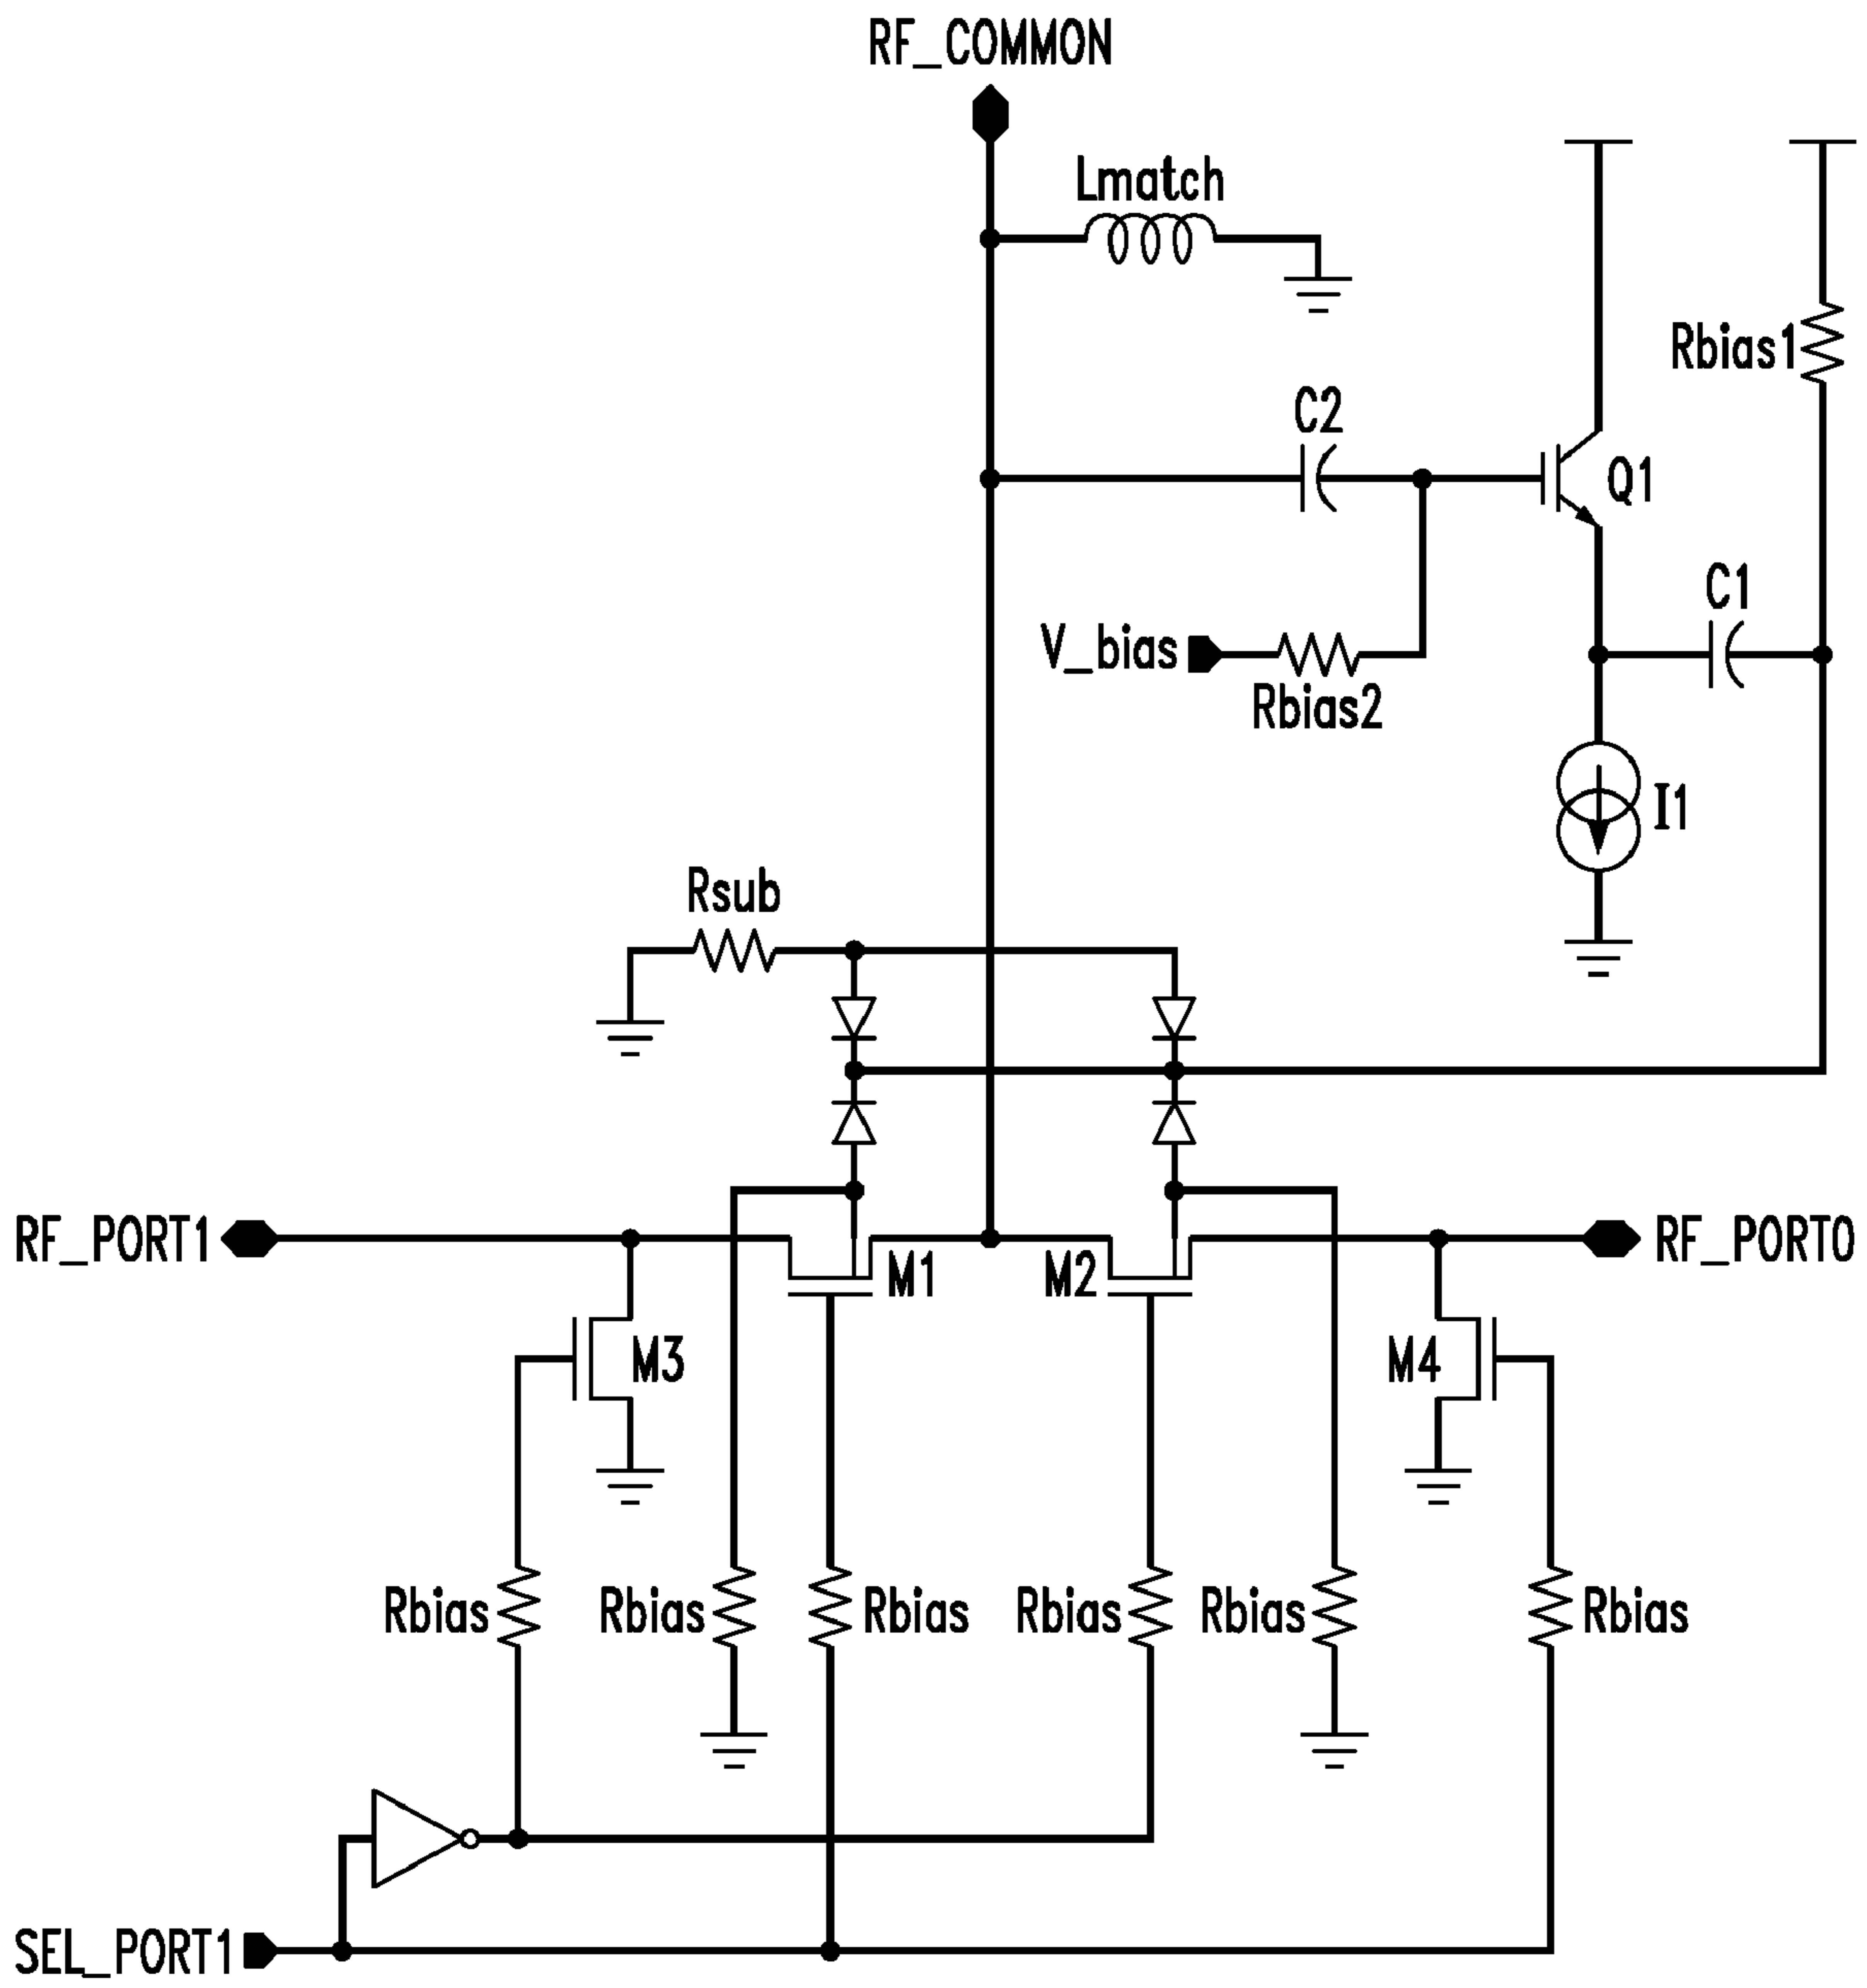 RF_COMMON
Lmatch
Rbias1
C2
Q1
C1
V_bias
Rbias2
I1
Rsub
RF_PORT1
M1
M2
RF_PORT0
M3
M4
Rbias
Rbias
Rbias
Rbias
Rbias
Rbias
SEL_PORT1